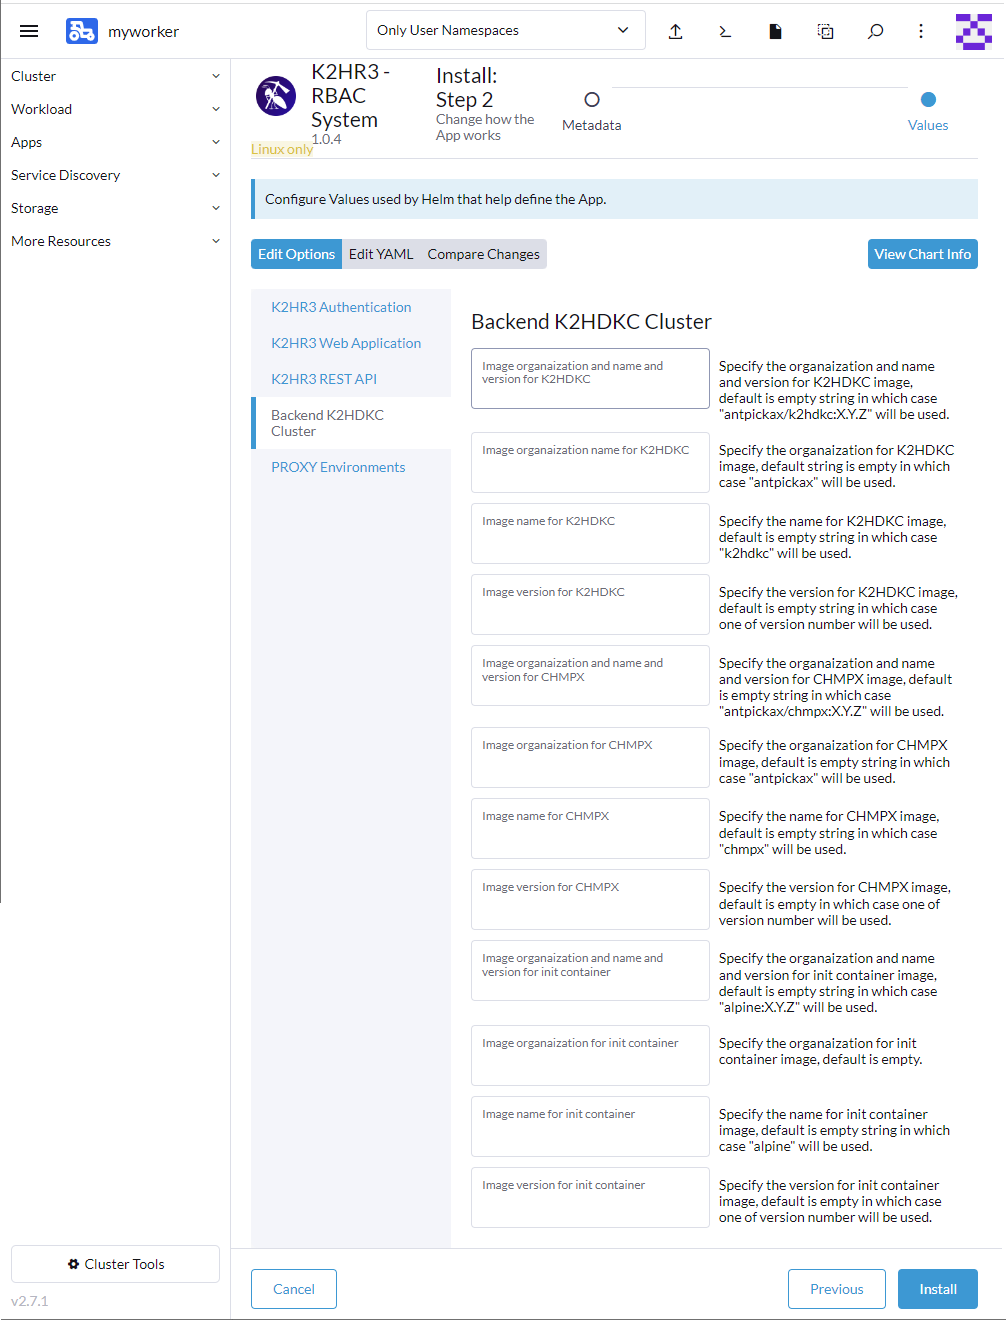 myworker
Only User Namespaces
Cluster
Workload
Apps
Service Discovery
Storage
More Resources
K2HR3 -
RBAC
System
1.0.4
Linux only
Install:
Step 2
Change how the
App works
Metadata
Values
Configure Values used by Helm that help define the App.
Edit Options
Edit YAML
Compare Changes
View Chart Info
K2HR3 Authentication
K2HR3 Web Application
K2HR3 REST API
Backend K2HDKC
Cluster
PROXY Environments
Backend K2HDKC Cluster
Image organaization and name and
version for K2HDKC
Specify the organaization and name
and version for K2HDKC image,
default is empty string in which case
"antpickax/k2hdkc:X.Y.Z" will be used.
Image organaization name for K2HDKC
Specify the organaization for K2HDKC
image, default string is empty in which
case "antpickax" will be used.
Image name for K2HDKC
Specify the name for K2HDKC image,
default is empty string in which case
"k2hdkc" will be used.
Image version for K2HDKC
Specify the version for K2HDKC image,
default is empty string in which case
one of version number will be used.
Image organaization and name and
version for CHMPX
Specify the organaization and name
and version for CHMPX image, default
is empty string in which case
"antpickax/chmpx:X.Y.Z" will be used.
Image organaization for CHMPX
Specify the organaization for CHMPX
image, default is empty string in which
case "antpickax" will be used.
Image name for CHMPX
Specify the name for CHMPX image,
default is empty string in which case
"chmpx" will be used.
Image version for CHMPX
Specify the version for CHMPX image,
default is empty in which case one of
version number will be used.
Image organaization and name and
version for init container
Specify the organaization and name
and version for init container image,
default is empty string in which case
"alpine:X.Y.Z" will be used.
Image organaization for init container
Specify the organaization for init
container image, default is empty.
Image name for init container
Specify the name for init container
image, default is empty string in which
case "alpine" will be used.
Image version for init container
Specify the version for init container
image, default is empty in which case
one of version number will be used.
Cluster Tools
v2.7.1
Cancel
Previous
Install